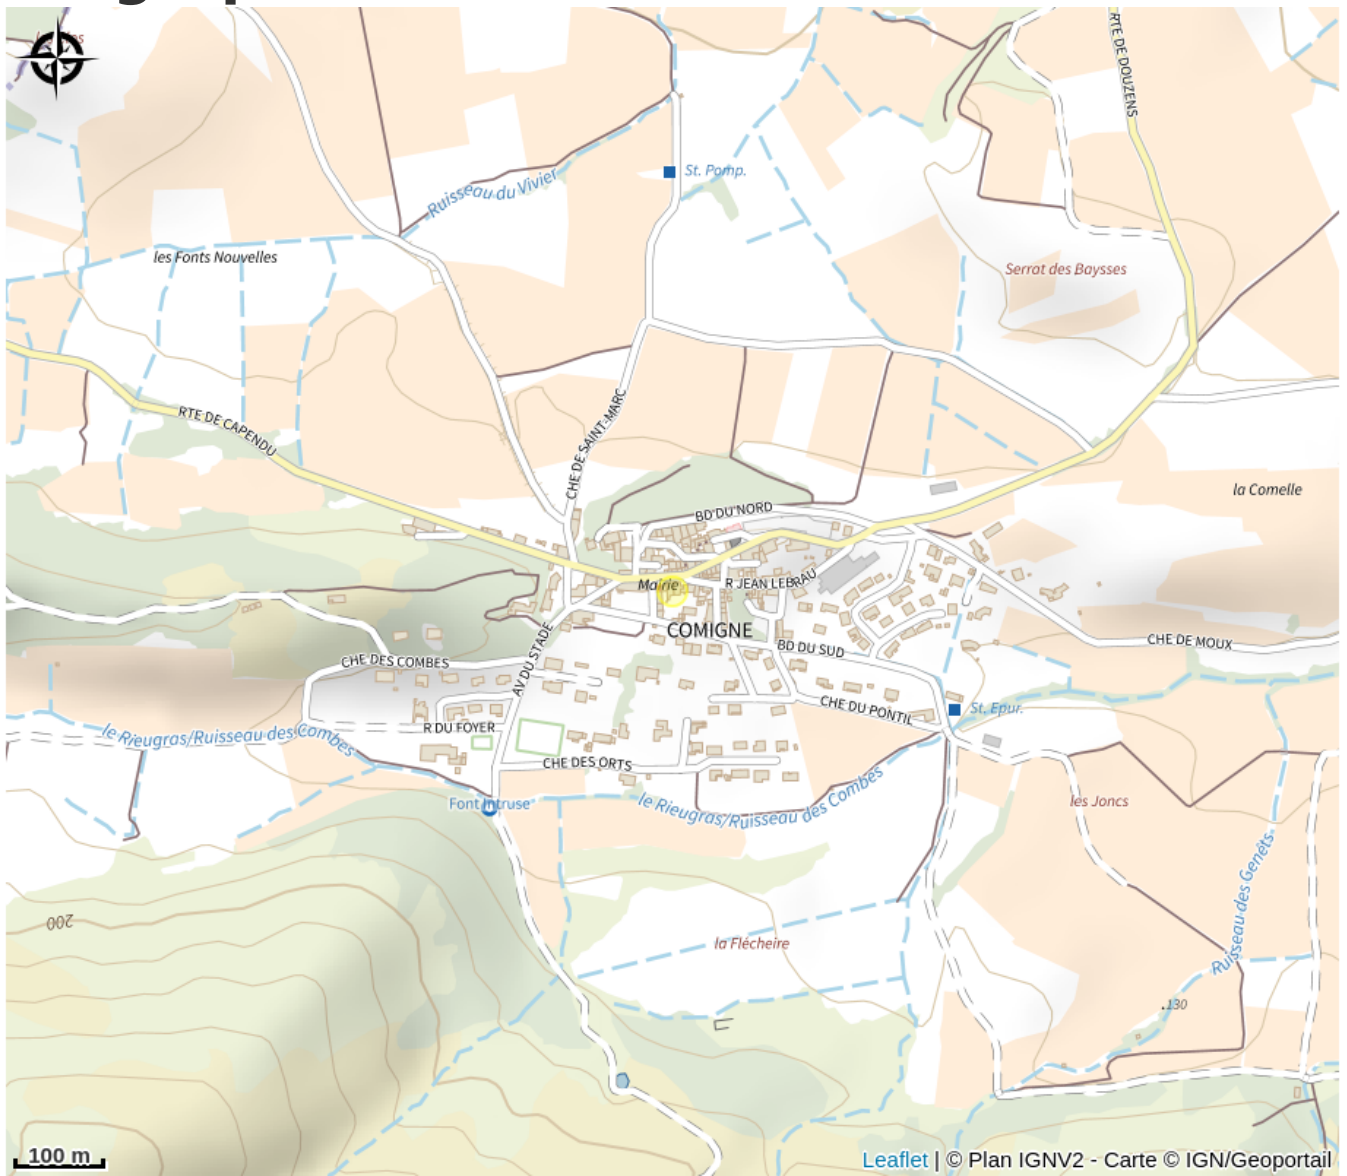 RTE DE DOUZENS
St. Pomp.
Ruisseau du Vivier
les Fonts Nouvelles
Serrat des Baysses
RTE DE CAPENDU
CHE DE SAINT-MARC
la Comelle
BD DU NORD
Mairie
R JEAN LEBRAU
COMIGNE
CHE DE MOUX
BD DU SUD
AV DU STADE
CHE DES COMBES
CHE DU PONTIL
St. Epur.
R DU FOYER
le Rieugras/Ruisseau des Combes
CHE DES ORTS
Font Intruse
le Rieugras/Ruisseau des Combes
les Joncs
Ruisseau des Genêts
200
la Flécheire
.130
100 m
Leaflet | © Plan IGNV2 - Carte © IGN/Geoportail